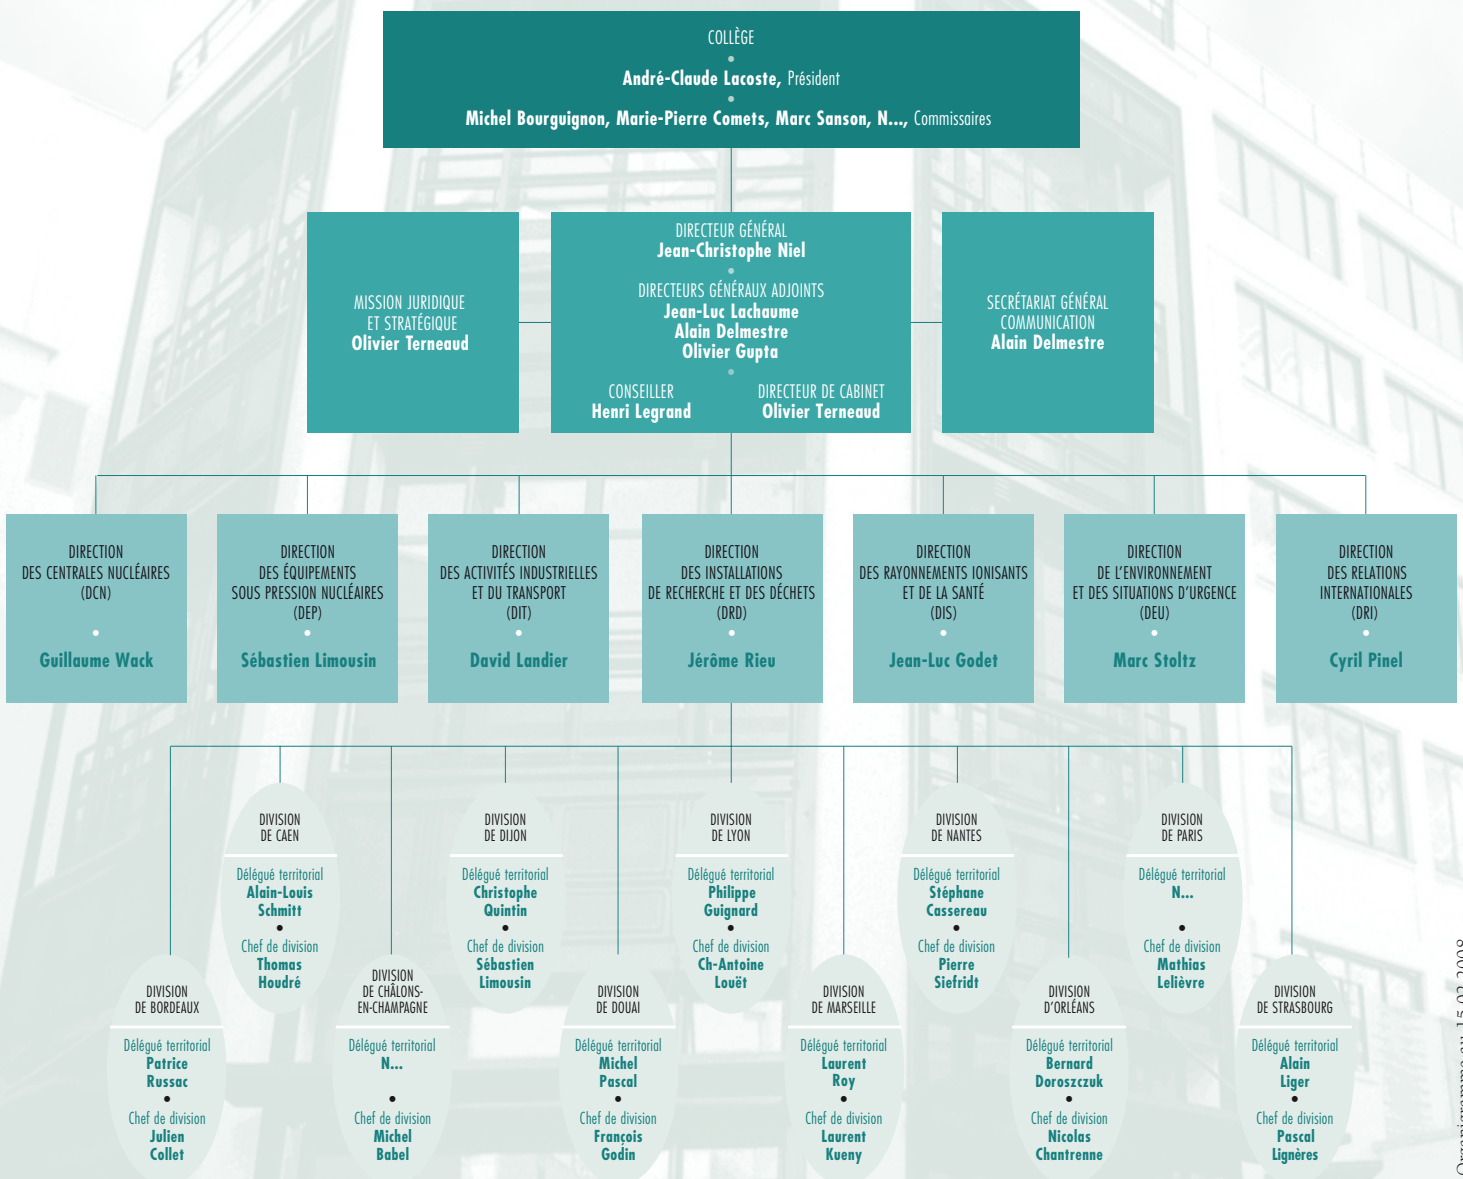 COLLÈGE
André-Claude Lacoste, Président
Michel Bourguignon, Marie-Pierre Comets, Marc Sanson, N..., Commissaires
MISSION JURIDIQUE
ET STRATÉGIQUE
Olivier Terneaud
DIRECTEUR GÉNÉRAL
Jean-Christophe Niel
DIRECTEURS GÉNÉRAUX ADJOINTS
Jean-Luc Lachaume
Alain Delmestre
Olivier Gupta
CONSEILLER
Henri Legrand
DIRECTEUR DE CABINET
Olivier Terneaud
SECRÉTARIAT GÉNÉRAL
COMMUNICATION
Alain Delmestre
DIRECTION
DES CENTRALES NUCLÉAIRES
(DCN)
Guillaume Wack
DIRECTION
DES ÉQUIPEMENTS
SOUS PRESSION NUCLÉAIRES
(DEP)
Sébastien Limousin
DIRECTION
DES ACTIVITÉS INDUSTRIELLES
ET DU TRANSPORT
(DIT)
David Landier
DIRECTION
DES INSTALLATIONS
DE RECHERCHE ET DES DÉCHETS
(DRD)
Jérôme Rieu
DIRECTION
DES RAYONNEMENTS IONISANTS
ET DE LA SANTÉ
(DIS)
Jean-Luc Godet
DIRECTION
DE L'ENVIRONNEMENT
ET DES SITUATIONS D'URGENCE
(DEU)
Marc Stoltz
DIRECTION
DES RELATIONS
INTERNATIONALES
(DRI)
Cyril Pinel
DIVISION
DE BORDEAUX
Délégué territorial
Patrice
Russac
Chef de division
Julien
Collet
DIVISION
DE CAEN
Délégué territorial
Alain-Louis
Schmitt
Chef de division
Thomas
Houdré
DIVISION
DE CHÂLONS-
EN-CHAMPAGNE
Délégué territorial
N...
Chef de division
Michel
Babel
DIVISION
DE DIJON
Délégué territorial
Christophe
Quintin
Chef de division
Sébastien
Limousin
DIVISION
DE DOUAI
Délégué territorial
Michel
Pascal
Chef de division
François
Godin
DIVISION
DE LYON
Délégué territorial
Philippe
Guignard
Chef de division
Ch-Antoine
Louët
DIVISION
DE MARSEILLE
Délégué territorial
Laurent
Roy
Chef de division
Laurent
Kueny
DIVISION
DE NANTES
Délégué territorial
Stéphane
Cassereau
Chef de division
Pierre
Siefridt
DIVISION
D'ORLÉANS
Délégué territorial
Bernard
Doroszczuk
Chef de division
Nicolas
Chantrenne
DIVISION
DE PARIS
Délégué territorial
N...
Chef de division
Mathias
Lelièvre
DIVISION
DE STRASBOURG
Délégué territorial
Alain
Liger
Chef de division
Pascal
Lignères
Organigramme au 15.02.2008